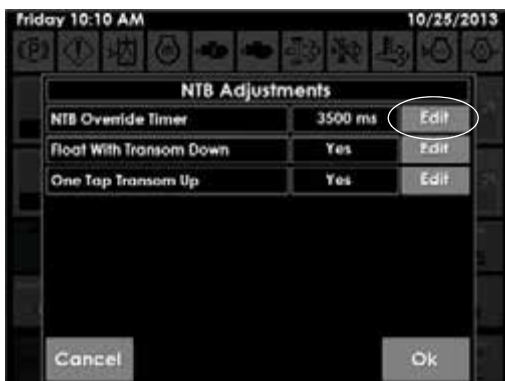 Friday 10:10 AM 10/25/2013
(P)
NTB Adjustments
NTB Override Timer 3500 ms Edit
Float With Transom Down Yes Edit
One Tap Transom Up Yes Edit
Cancel Ok